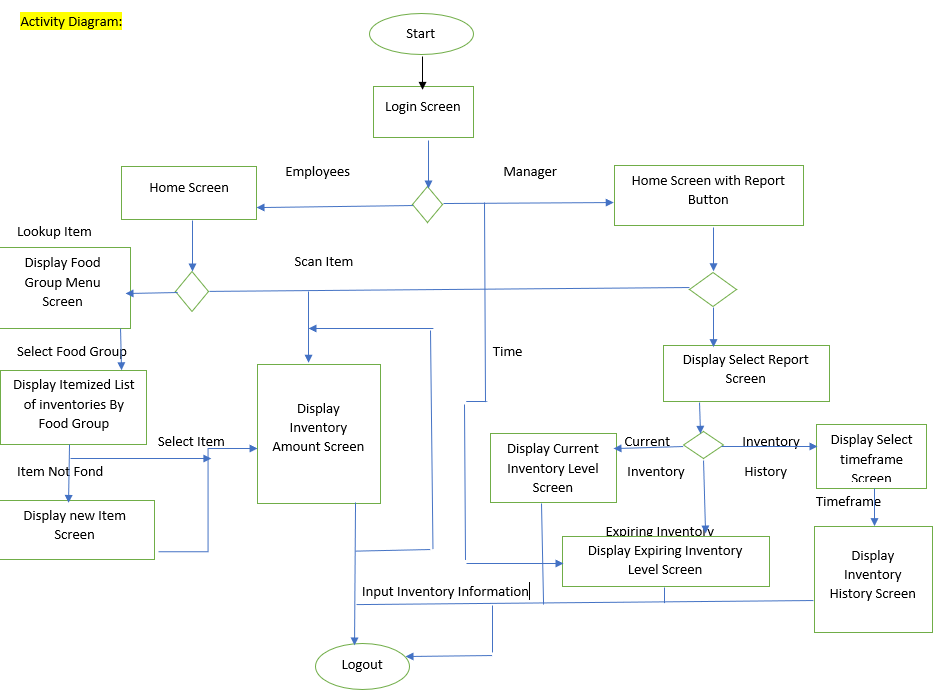 Activity Diagram:
Start
Login Screen
Employees
Manager
Home Screen
Home Screen with Report
Button
Lookup Item
Scan Item
Display Food
Group Menu
Screen
Select Food Group
Time
Display Select Report
Screen
Display Itemized List
of inventories By
Food Group
Display
Inventory
Amount Screen
Select Item
Item Not Fond
Display new Item
Screen
Current
Inventory
Inventory
History
Display Current
Inventory Level
Screen
Display Select
timeframe
Screen
Timeframe
Expiring Inventory
Display Expiring Inventory
Level Screen
Display
Inventory
History Screen
Input Inventory Information
Logout